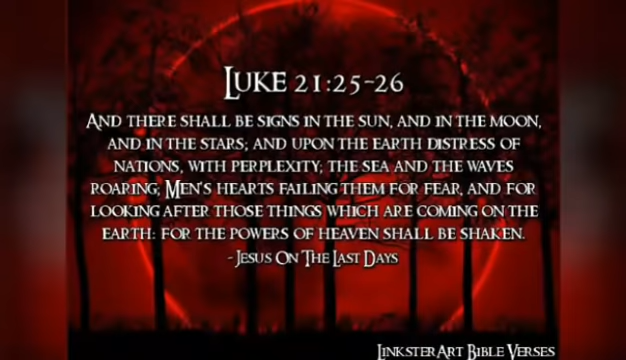 LUKE 21:25-26
AND THERE SHALL BE SIGNS IN THE SUN, AND IN THE MOON,
AND IN THE STARS; AND UPON THE EARTH DISTRESS OF
NATIONS, WITH PERPLEXITY; THE SEA AND THE WAVES
ROARING; MEN'S HEARTS FAILING THEM FOR FEAR, AND FOR
LOOKING AFTER THOSE THINGS WHICH ARE COMING ON THE
EARTH: FOR THE POWERS OF HEAVEN SHALL BE SHAKEN.
- JESUS ON THE LAST DAYS
LINKSTERART BIBLE VERSES